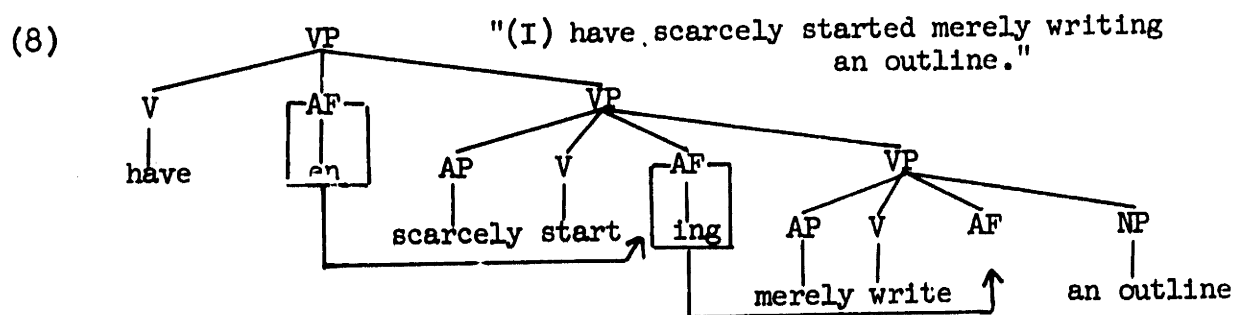 (8) VP "(I) have scarcely started merely writing
an outline."
V AF VP
have en AP V AF VP
scarcely start ing AP V AF NP
merely write an outline